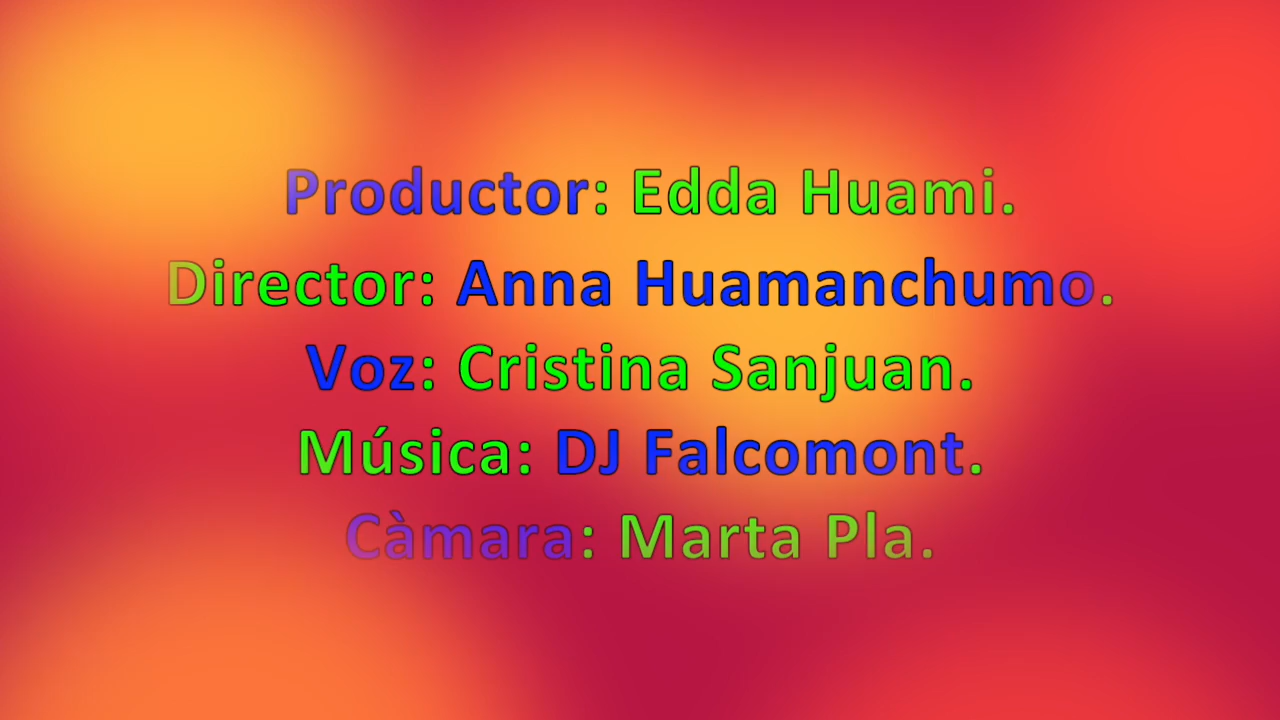 Productor: Edda Huami.
Director: Anna Huamanchumo.
Voz: Cristina Sanjuan.
Música: DJ Falcomont.
Càmara: Marta Pla.